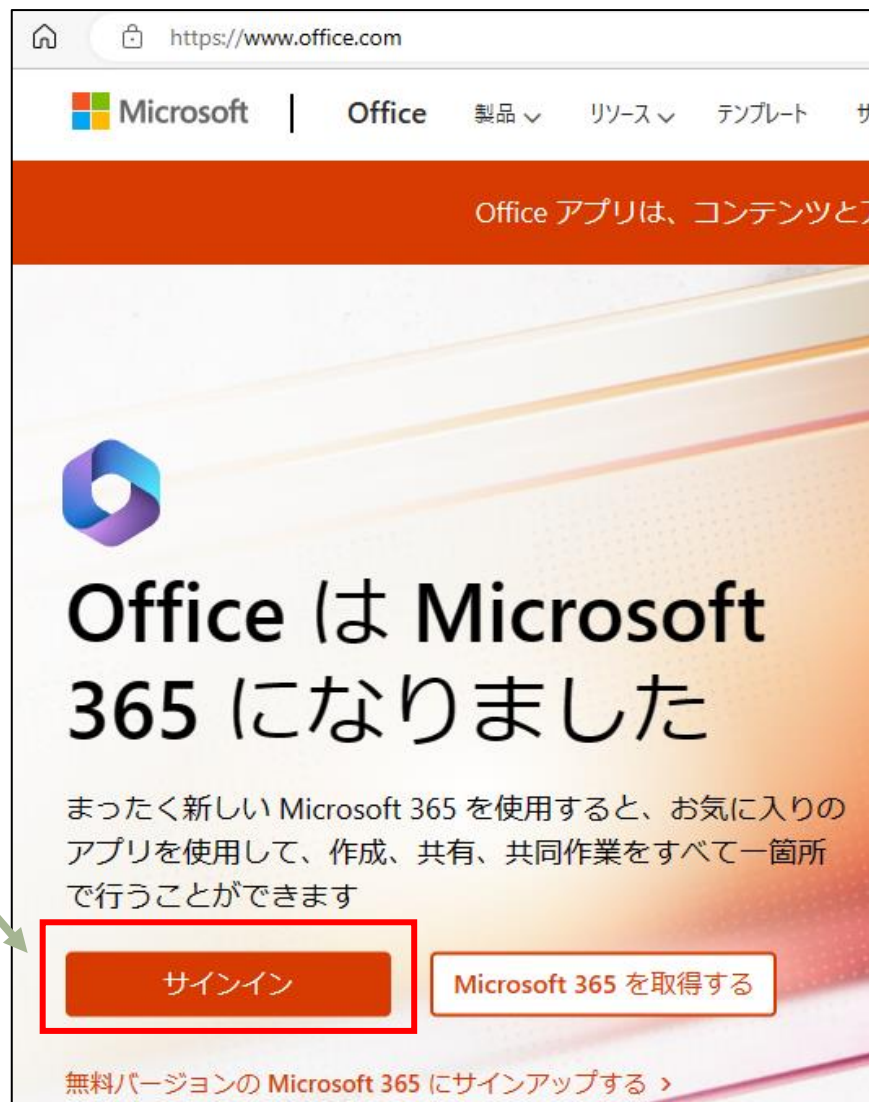 https://www.office.com
Microsoft | Office 製品 リソース テンプレート
Office アプリは、コンテンツと
Office は Microsoft
365 になりました
まったく新しい Microsoft 365 を使用すると、お気に入りの
アプリを使用して、作成、共有、共同作業をすべて一箇所
で行うことができます
サインイン Microsoft 365 を取得する
無料バージョンの Microsoft 365 にサインアップする >